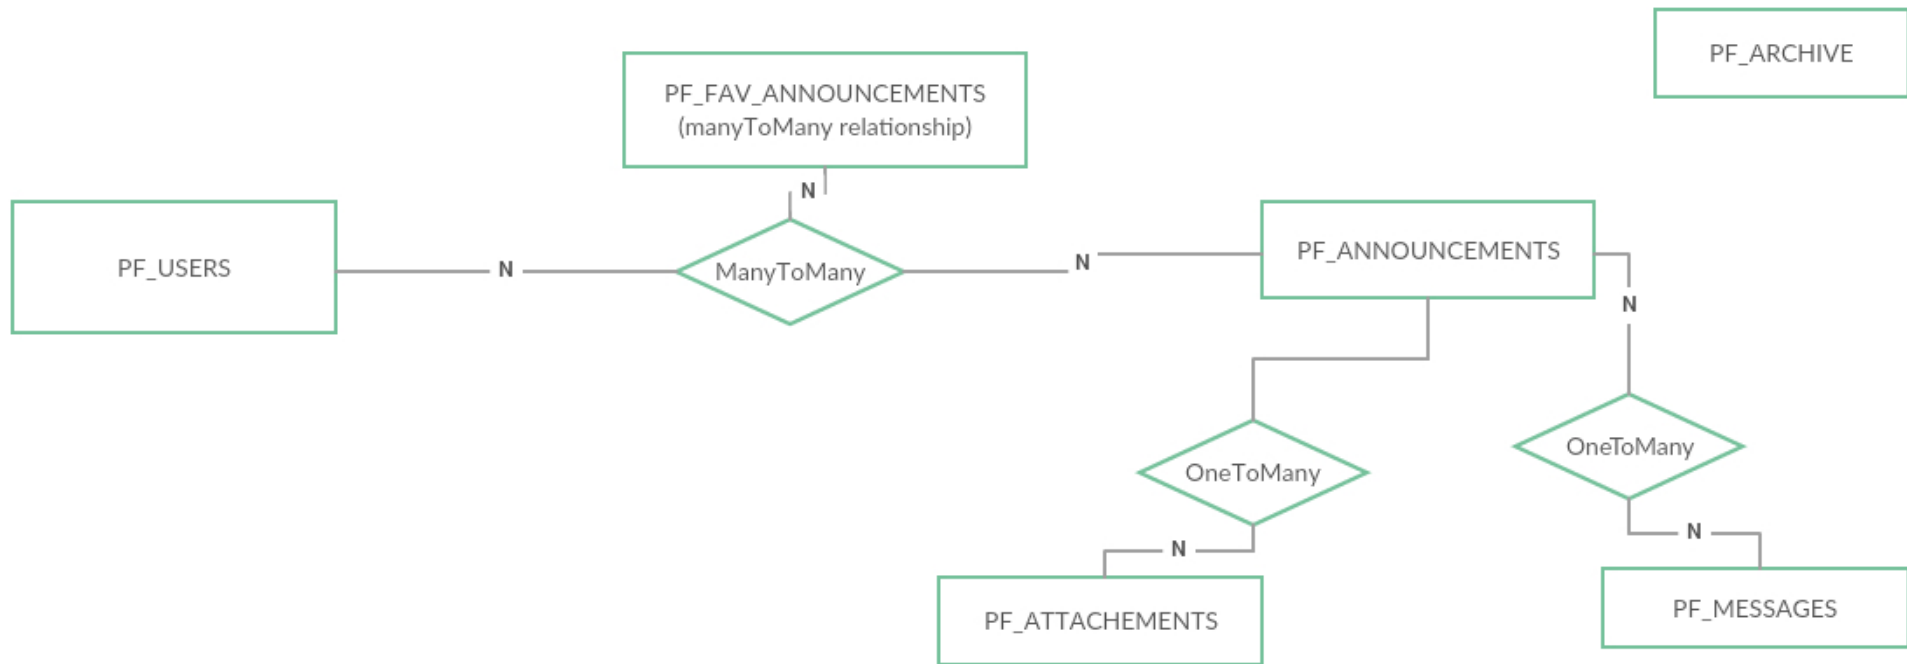 PF_ARCHIVE
PF_FAV_ANNOUNCEMENTS
(manyToMany relationship)
N
PF_USERS
N
ManyToMany
N
PF_ANNOUNCEMENTS
N
OneToMany
OneToMany
N
N
PF_ATTACHEMENTS
PF_MESSAGES